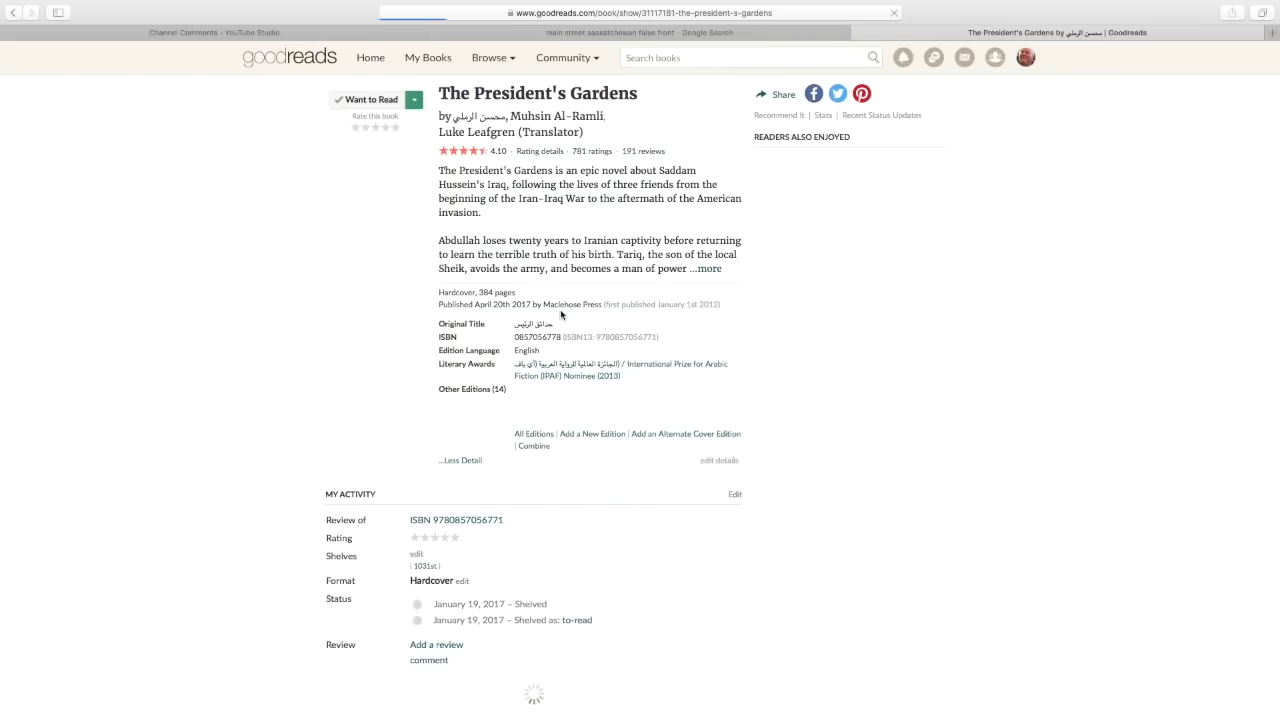 www.goodreads.com/book/show/31117181-the-president-s-gardens
Channel Comments - YouTube Studio
main street saskatchewan false front - Google Search
The President's Gardens by محسن الرملي | Goodreads
goodreads
Home
My Books
Browse
Community
Search books
Want to Read
Rate this book
The President's Gardens
by محسن الرملي, Muhsin Al-Ramli,
Luke Leafgren (Translator)
4.10 · Rating details · 781 ratings · 191 reviews
The President's Gardens is an epic novel about Saddam
Hussein's Iraq, following the lives of three friends from the
beginning of the Iran-Iraq War to the aftermath of the American
invasion.
Abdullah loses twenty years to Iranian captivity before returning
to learn the terrible truth of his birth. Tariq, the son of the local
Sheik, avoids the army, and becomes a man of power ...more
Hardcover, 384 pages
Published April 20th 2017 by Maclehose Press (first published January 1st 2012)
Original Title حدائق الرئيس
ISBN 0857056778 (ISBN13: 9780857056771)
Edition Language English
Literary Awards الجائزة العالمية للرواية العربية (أي باف) / International Prize for Arabic
Fiction (IPAF) Nominee (2013)
Other Editions (14)
All Editions | Add a New Edition | Add an Alternate Cover Edition
| Combine
...Less Detail
edit details
Share
Recommend It | Stats | Recent Status Updates
READERS ALSO ENJOYED
MY ACTIVITY
Edit
Review of ISBN 9780857056771
Rating
Shelves edit
( 1031st )
Format Hardcover edit
Status January 19, 2017 – Shelved
January 19, 2017 – Shelved as: to-read
Review Add a review
comment